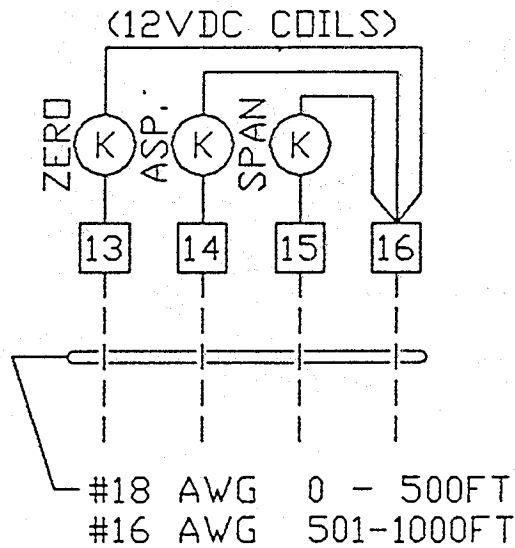 (12VDC COILS)
ZERO
K
ASP.
K
SPAN
K
13
14
15
16
#18 AWG 0 - 500FT
#16 AWG 501-1000FT